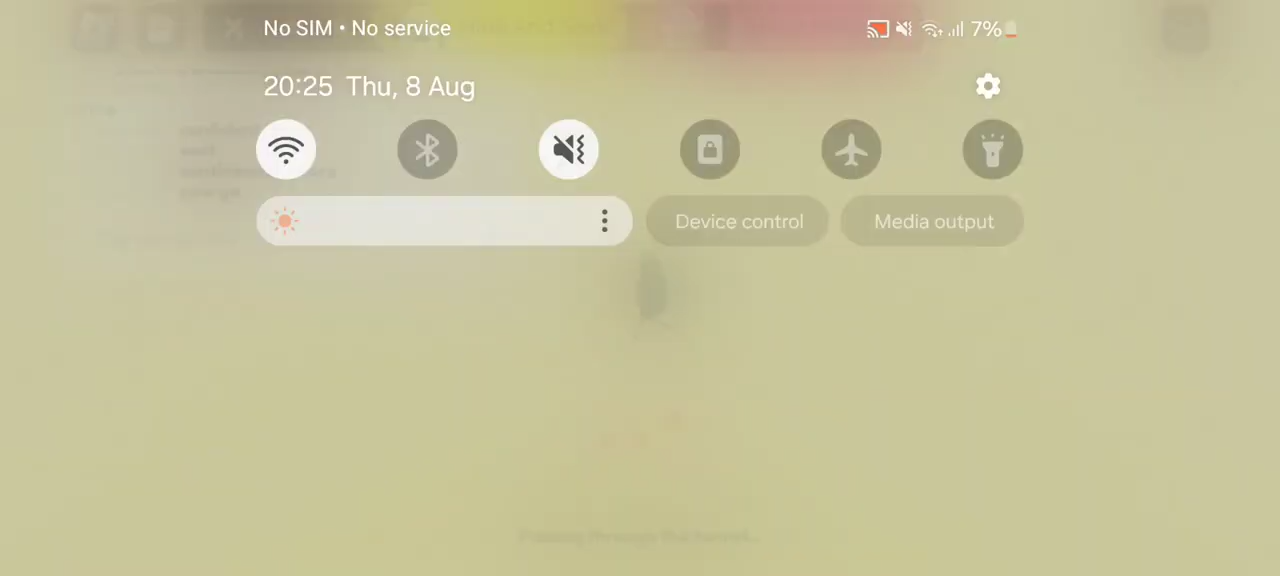 No SIM • No service
7%
20:25 Thu, 8 Aug
Device control
Media output